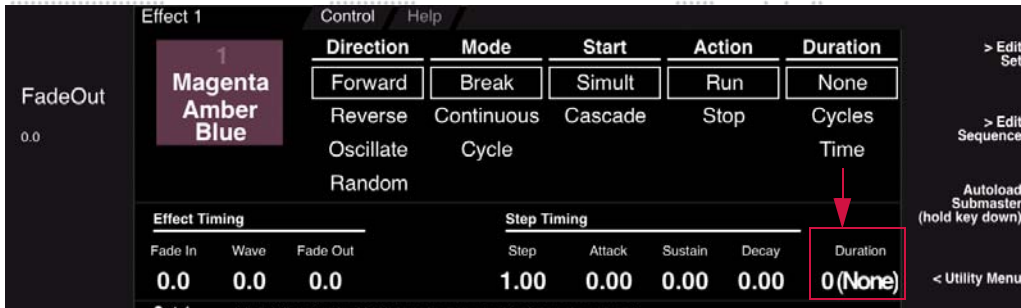 Effect 1 Control Help
FadeOut
0.0
1
Magenta
Amber
Blue
Direction Mode Start Action Duration
Forward Break Simult Run None
Reverse Continuous Cascade Stop Cycles
Oscillate Cycle Time
Random
> Edit
Set
> Edit
Sequence
Autoload
Submaster
(hold key down)
< Utility Menu
Effect Timing Step Timing
Fade In Wave Fade Out Step Attack Sustain Decay Duration
0.0 0.0 0.0 1.00 0.00 0.00 0.00 0(None)